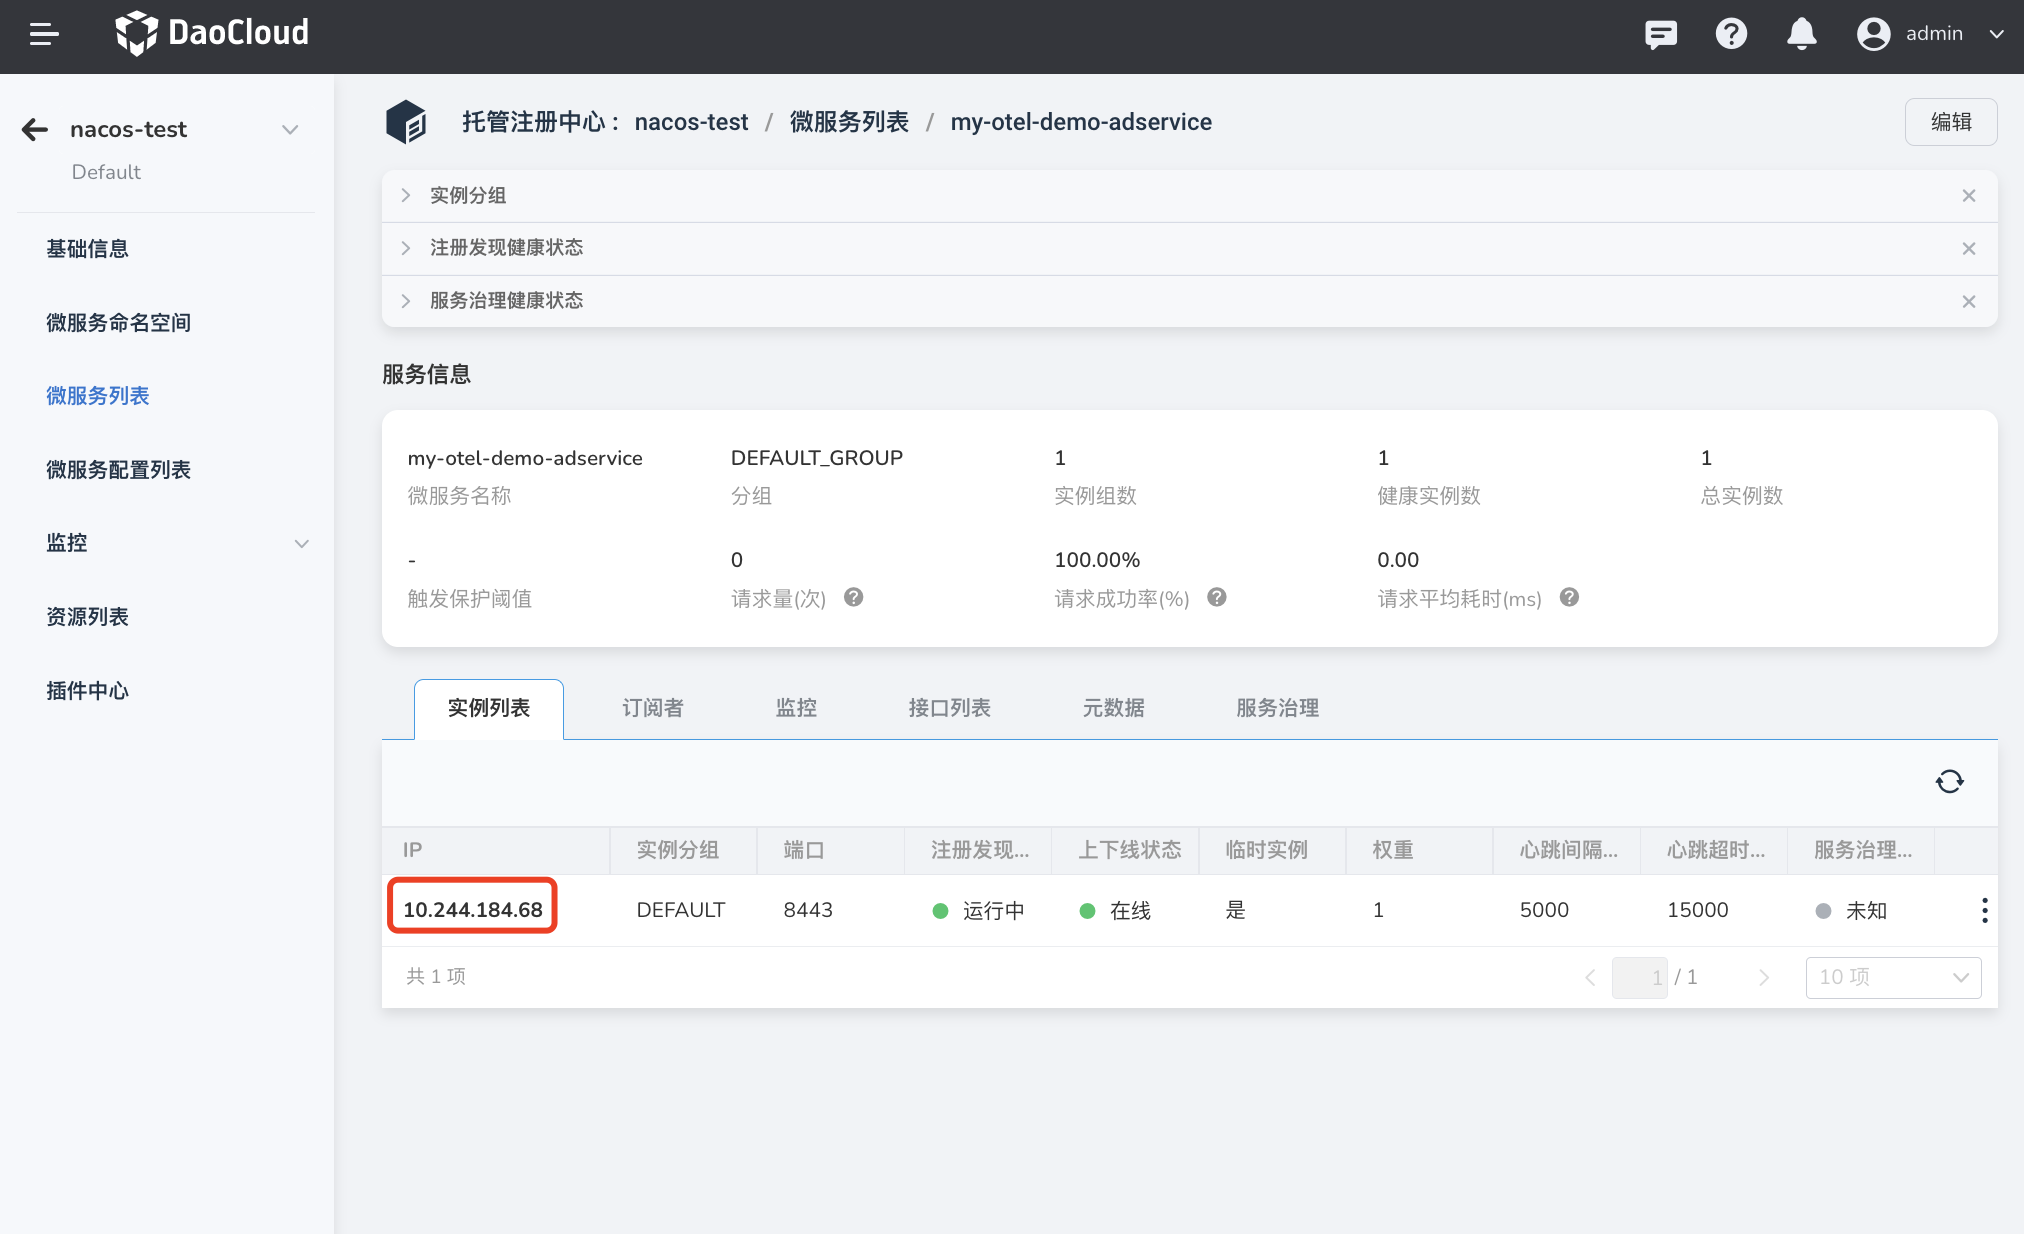 DaoCloud
admin
nacos-test
Default
基础信息
微服务命名空间
微服务列表
微服务配置列表
监控
资源列表
插件中心
托管注册中心： nacos-test / 微服务列表 / my-otel-demo-adservice
编辑
实例分组
注册发现健康状态
服务治理健康状态
服务信息
my-otel-demo-adservice DEFAULT_GROUP 1 1 1
微服务名称 分组 实例组数 健康实例数 总实例数
- 0 100.00% 0.00
触发保护阈值 请求量(次) 请求成功率(%) 请求平均耗时(ms)
实例列表 订阅者 监控 接口列表 元数据 服务治理
IP 实例分组 端口 注册发现... 上下线状态 临时实例 权重 心跳间隔... 心跳超时... 服务治理...
10.244.184.68 DEFAULT 8443 运行中 在线 是 1 5000 15000 未知
共 1 项 1 / 1 10 项